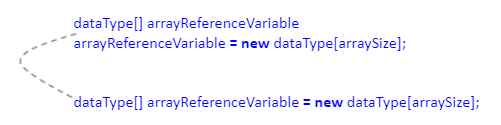 dataType[] arrayReferenceVariable
arrayReferenceVariable = new dataType[arraySize];
dataType[] arrayReferenceVariable = new dataType[arraySize];